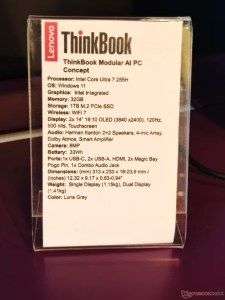 Lenovo
ThinkBook
ThinkBook Modular AI PC
Concept
Processor: Intel Core Ultra 7 255H
OS: Windows 11
Graphics: Intel Integrated
Memory: 32GB
Storage: 1TB M.2 PCIe SSD
Wireless: WIFI 7
Display: 2x 14" 16:10 OLED (3840 x2400), 120Hz,
500 nits, Touchscreen
Audio: Harman Kardon 2+2 Speakers, 4-mic Array,
Dolby Atmos, Smart Amplifier
Camera: 8MP
Battery: 33Wh
Ports: 1x USB-C, 2x USB-A, HDMI, 2x Magic Bay
Pogo Pin, 1x Combo Audio Jack
Dimensions: (mm) 313 x 233 x 16-23.9 mm /
(inches) 12.32 x 9.17 x 0.63-0.94"
Weight: Single Display (1.16kg), Dual Display
(1.41kg)
Color: Luna Grey
NOTEBOOKCHECK